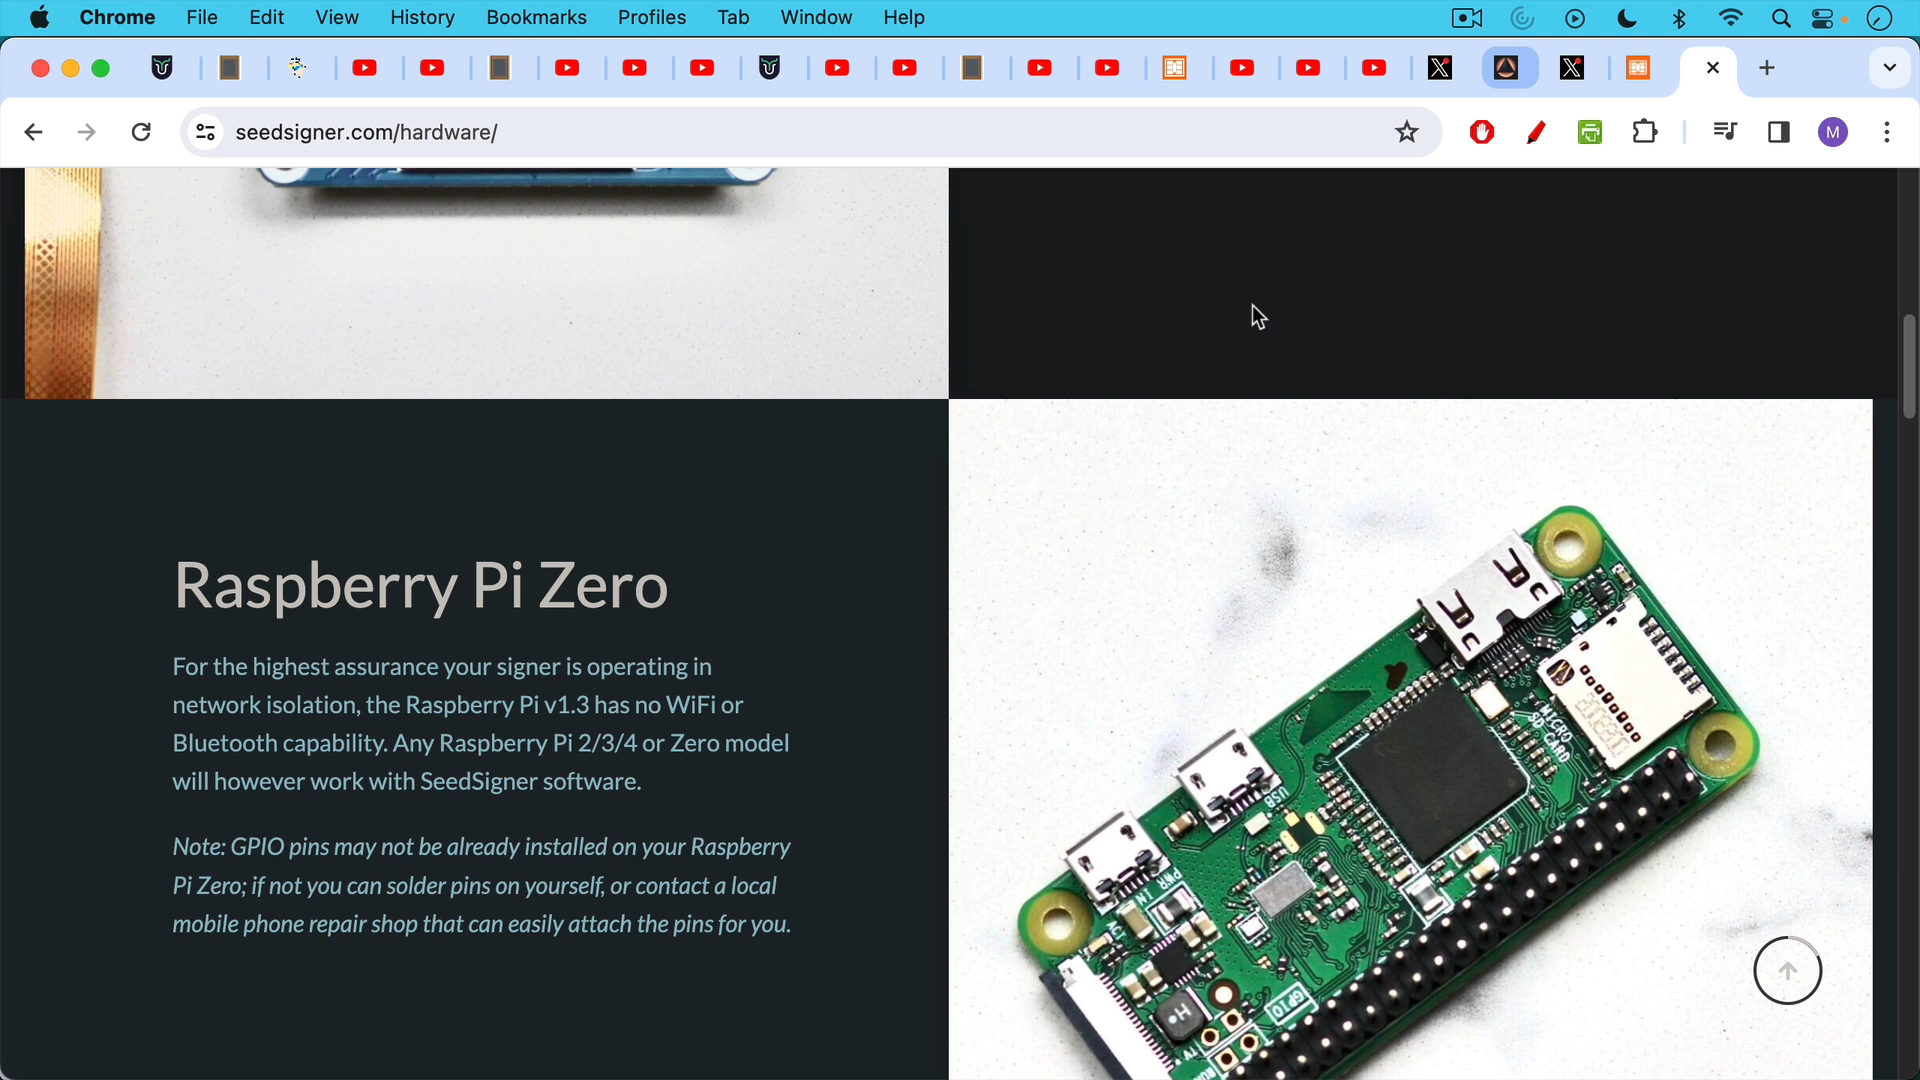 Chrome File Edit View History Bookmarks Profiles Tab Window Help
seedsigner.com/hardware/
M
Raspberry Pi Zero
For the highest assurance your signer is operating in
network isolation, the Raspberry Pi v1.3 has no WiFi or
Bluetooth capability. Any Raspberry Pi 2/3/4 or Zero model
will however work with SeedSigner software.
Note: GPIO pins may not be already installed on your Raspberry
Pi Zero; if not you can solder pins on yourself, or contact a local
mobile phone repair shop that can easily attach the pins for you.
MICRO
SD CARD
USB
PWR IN
ACT
GPIO
H